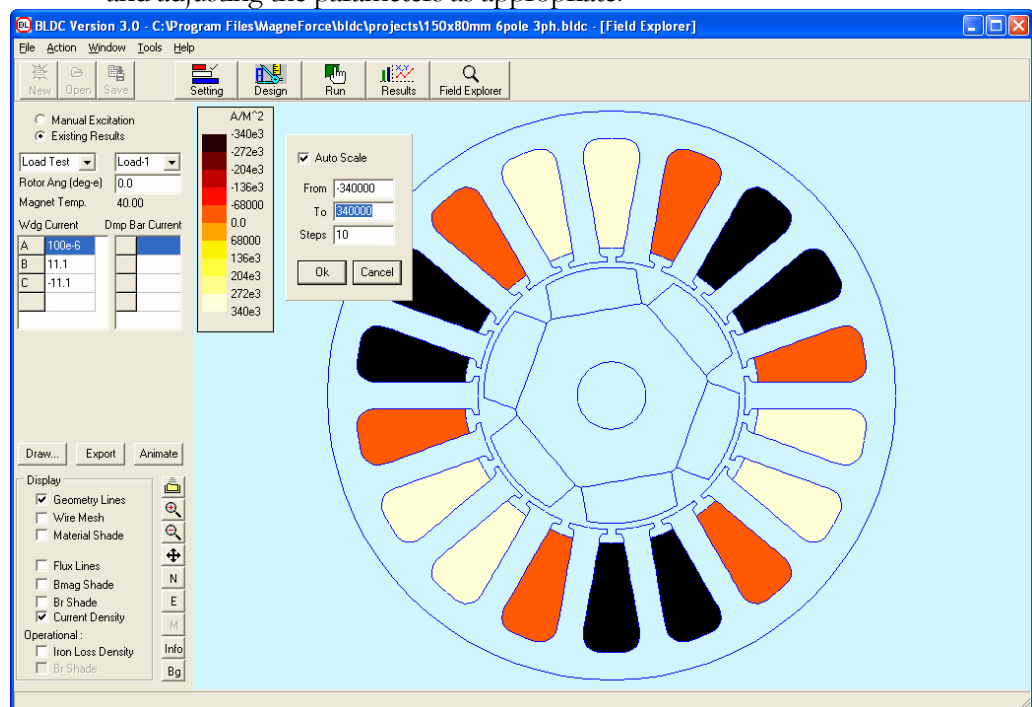 and adjusting the parameters as appropriate.
BLDC Version 3.0 - C:\Program Files\MagneForce\bldc\projects\150x80mm 6pole 3ph.bldc - [Field Explorer]
File Action Window Tools Help
New Open Save Setting Design Run Results Field Explorer
Manual Excitation
Existing Results
Load Test Load-1
Rotor Ang (deg-e) 0.0
Magnet Temp. 40.00
Wdg Current Dmp Bar Current
A 100e-6
B 11.1
C -11.1
A/M^2
-340e3
-272e3
-204e3
-136e3
-68000
0.0
68000
136e3
204e3
272e3
340e3
Auto Scale
From -340000
To 340000
Steps 10
Ok Cancel
Draw... Export Animate
Display
Geometry Lines
Wire Mesh
Material Shade
Flux Lines
Bmag Shade
Br Shade
Current Density
Operational :
Iron Loss Density
Br Shade
N
E
M
Info
Bg